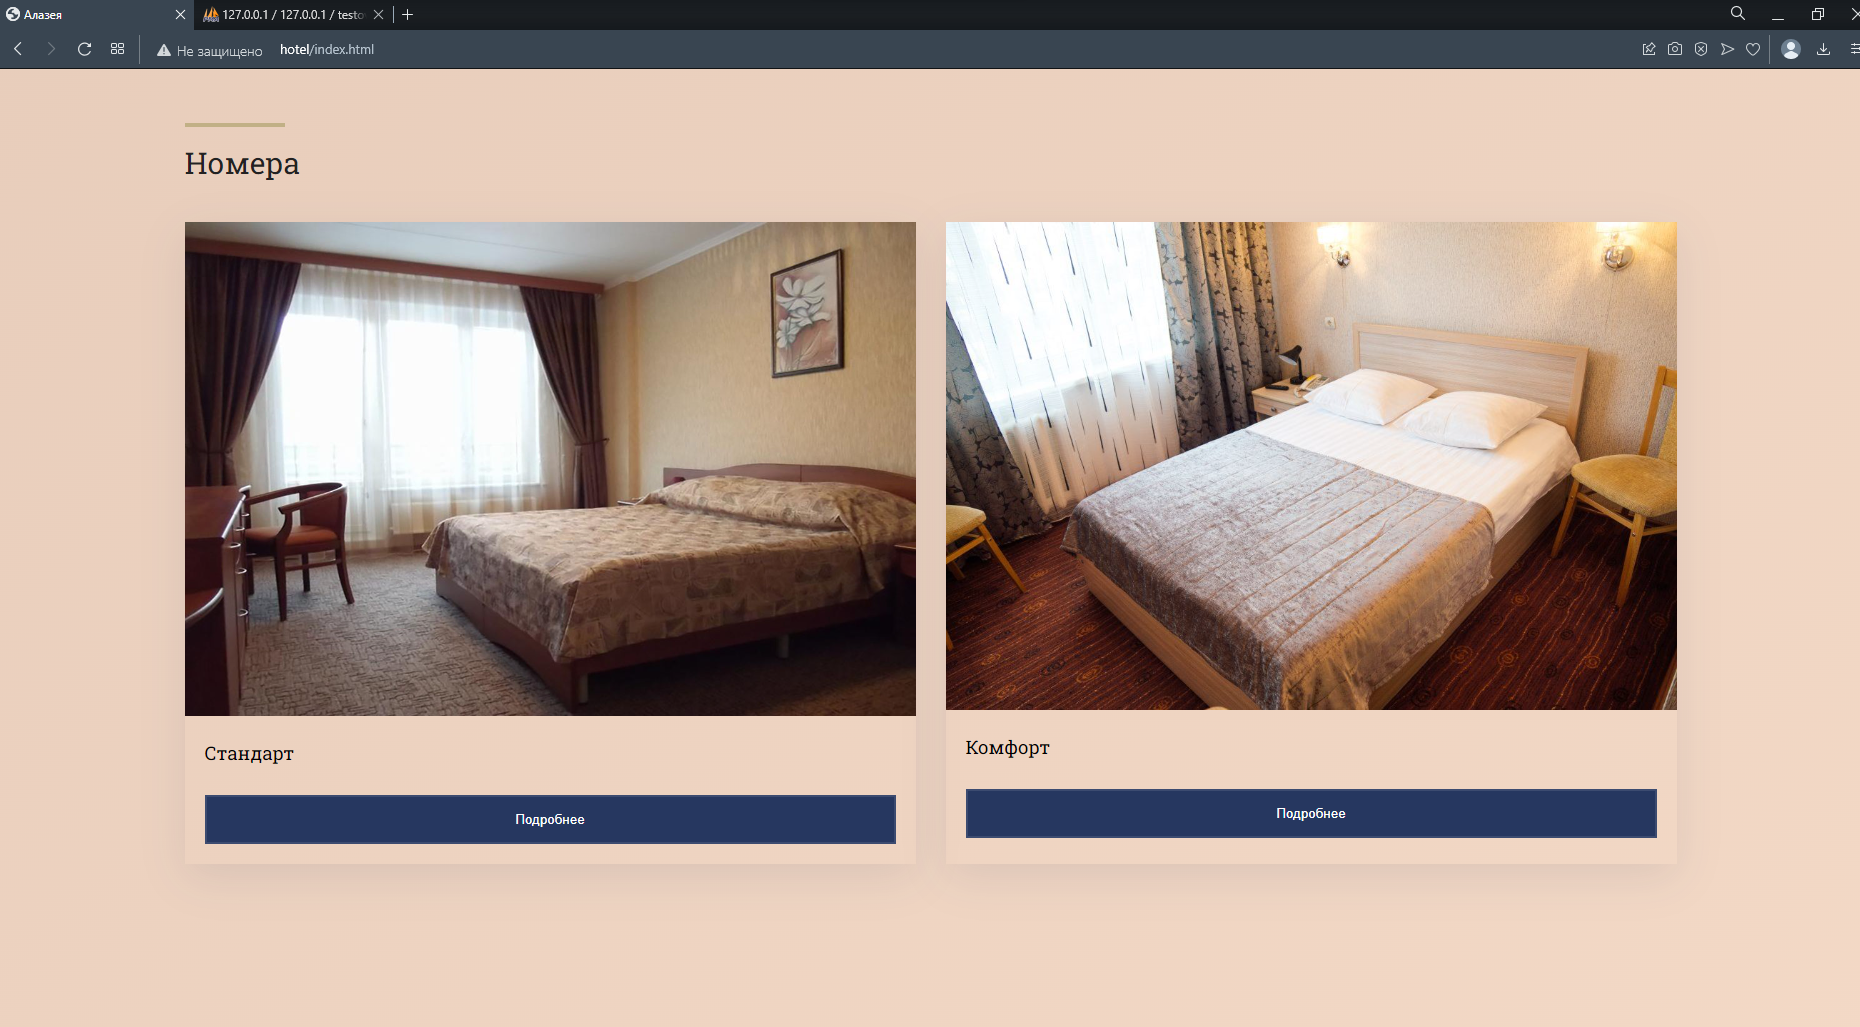 Алазея
127.0.0.1 / 127.0.0.1 / testo
Не защищено hotel/index.html
Номера
Стандарт
Комфорт
Подробнее
Подробнее